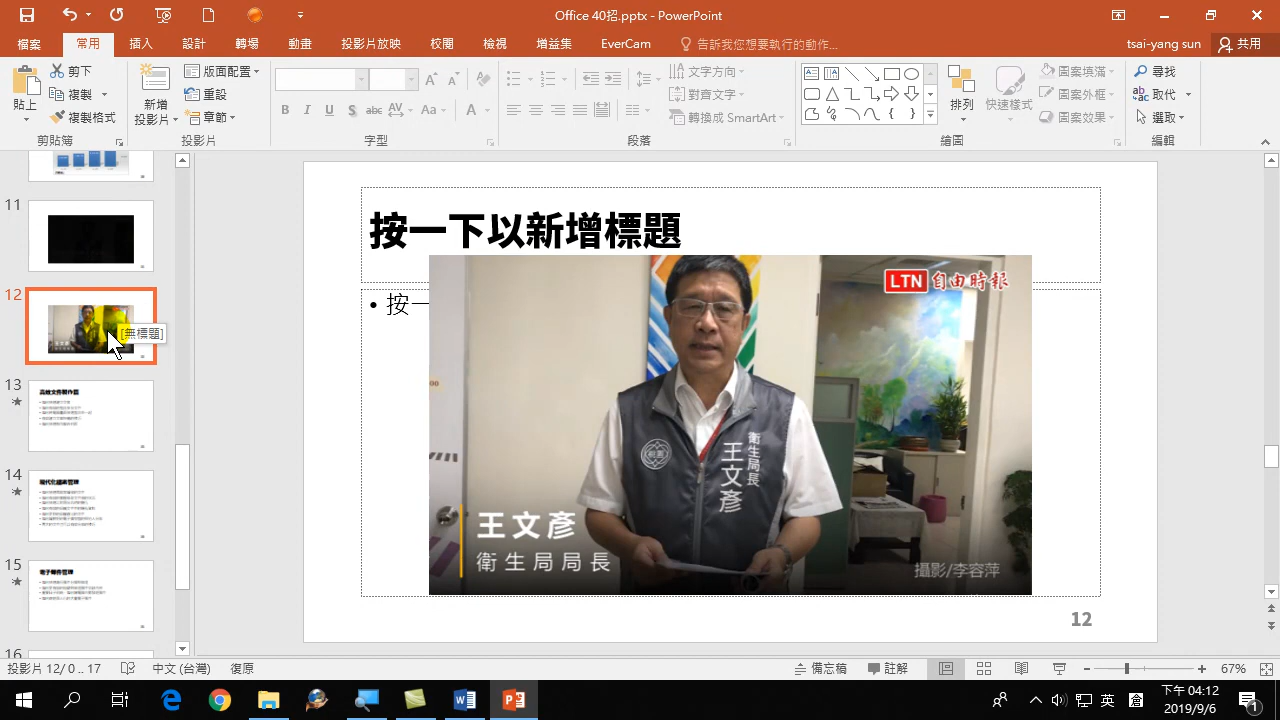 Office 40招.pptx - PowerPoint
檔案 常用 插入 設計 轉場 動畫 投影片放映 校閱 檢視 增益集 EverCam 告訴我您想要執行的動作... tsai-yang sun 共用
剪下 版面配置 文字方向 圖案填滿 尋找
貼上 複製 新增 投影片 重設 對齊文字 排列 快速樣式 圖案外框 取代
複製格式 章節 B I U S abc AV Aa A 轉換成 SmartArt 圖案效果 選取
剪貼簿 投影片 字型 段落 繪圖 編輯
11
12
[無標題]
13
14
15
16
按一下以新增標題
• 按一
LTN 自由時報
衛生局長
王文彥
王文彥
衛生局局長
攝影/李容萍
12
投影片 12/ 0 .. 17 中文 (台灣) 復原 備忘稿 註解 67%
英 下午 04:12
2019/9/6
1